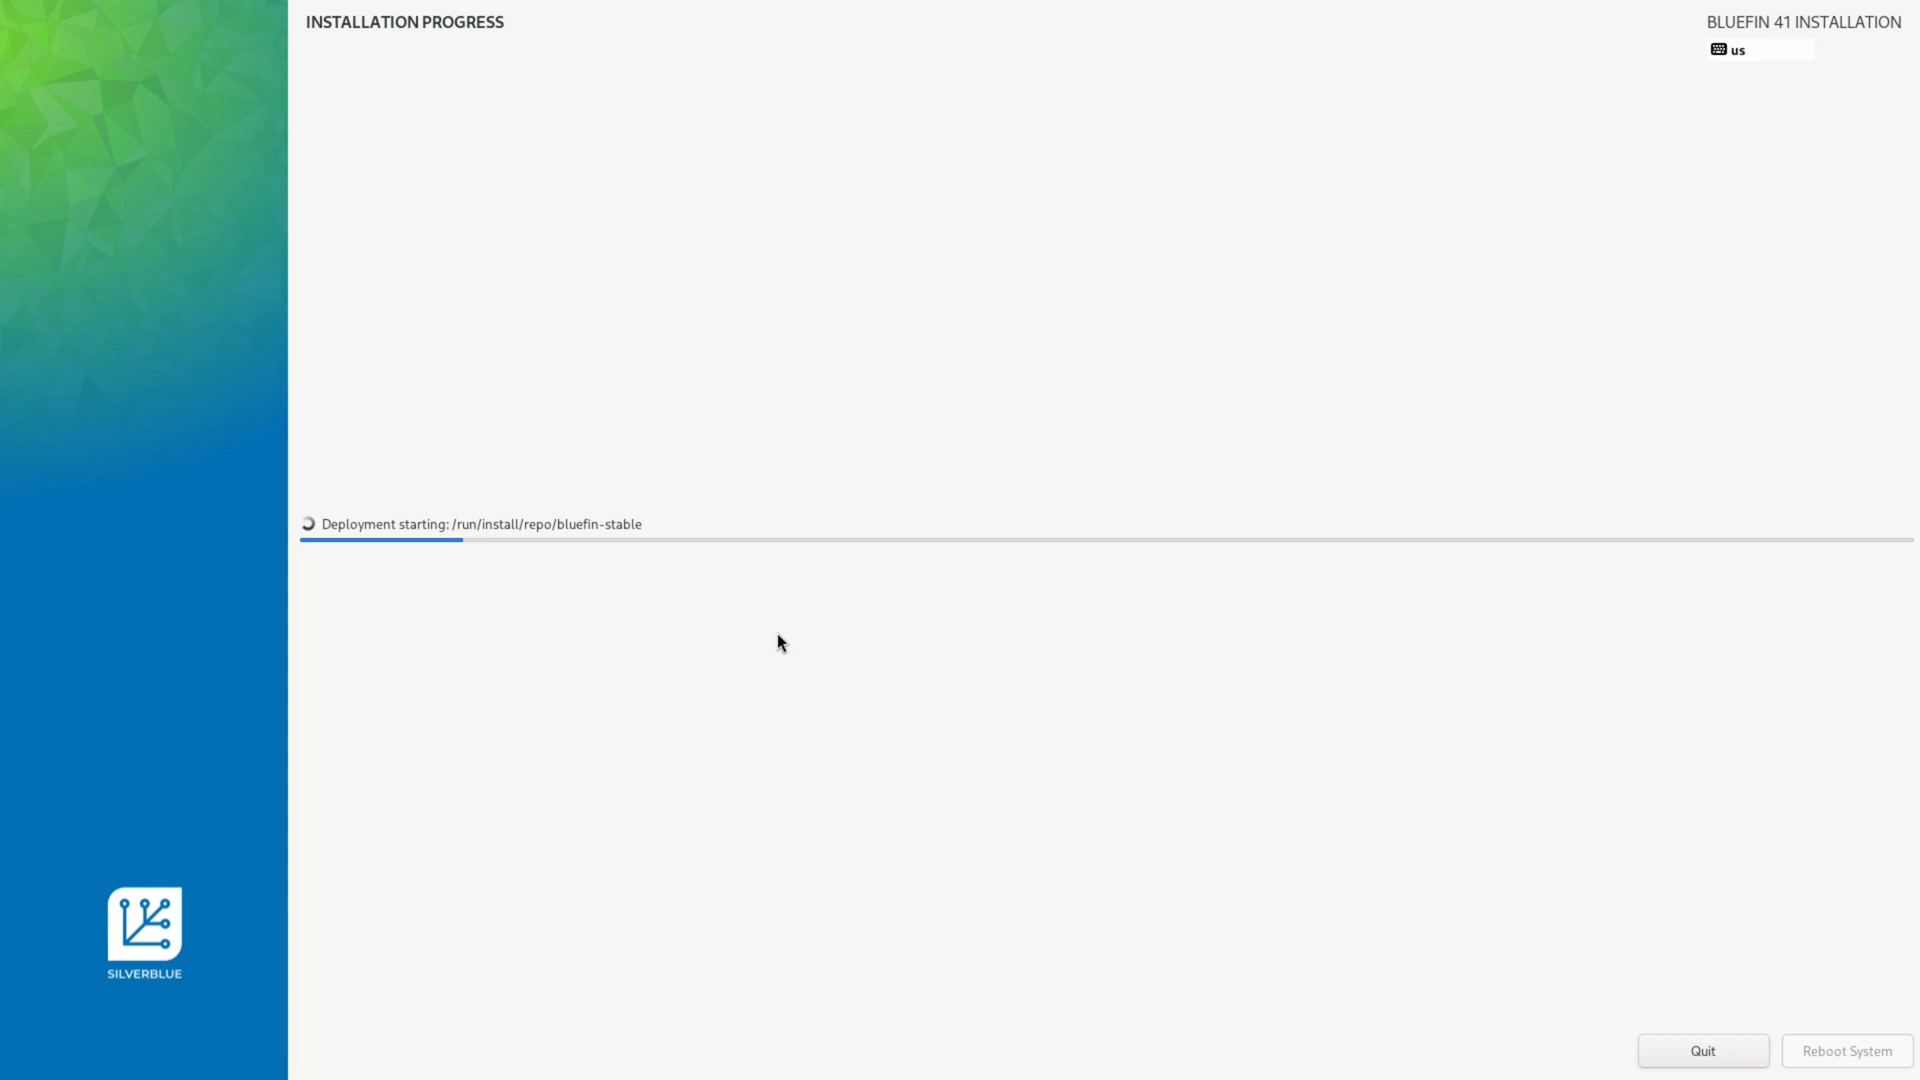 INSTALLATION PROGRESS
BLUEFIN 41 INSTALLATION
us
Deployment starting: /run/install/repo/bluefin-stable
SILVERBLUE
Quit
Reboot System